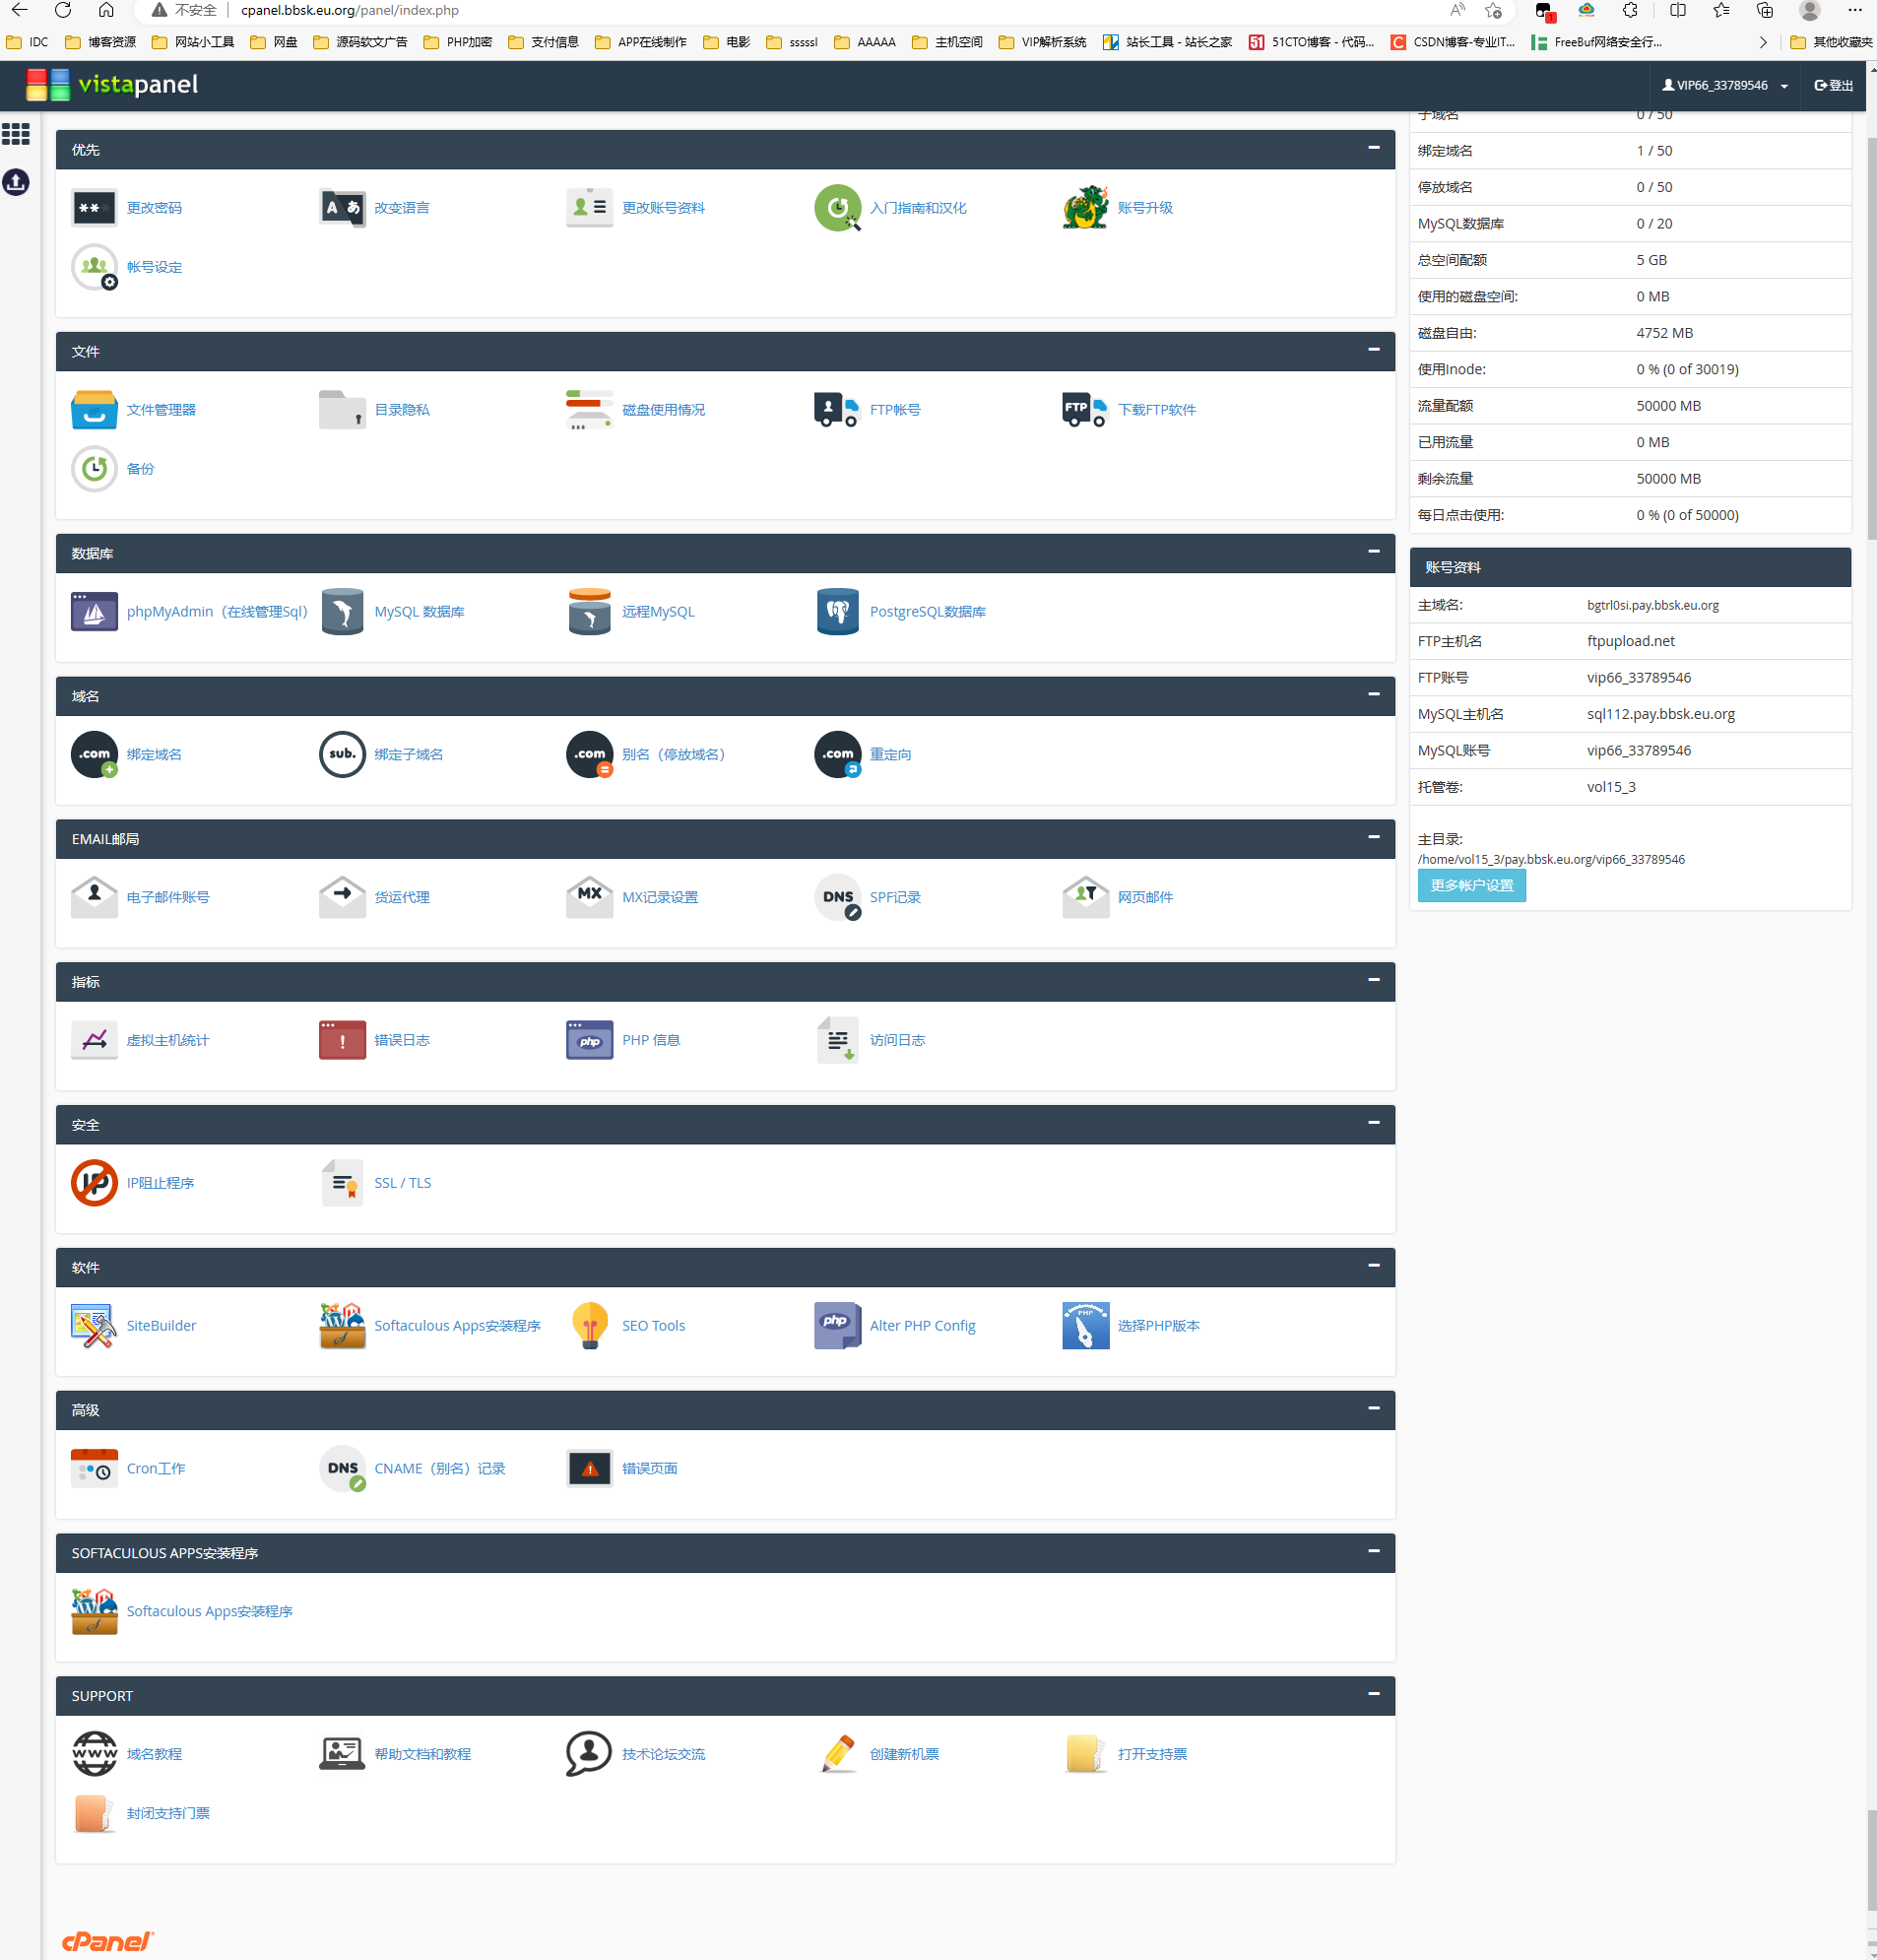 不安全 cpanel.bbsk.eu.org/panel/index.php
IDC 博客资源 网站小工具 网盘 源码软文广告 PHP加密 支付信息 APP在线制作 电影 sssssl AAAAA 主机空间 VIP解析系统 站长工具 - 站长之家 51CTO博客 - 代码... CSDN博客-专业IT... FreeBuf网络安全行... 其他收藏夹
vistapanel
VIP66_33789546 登出
优先
更改密码 改变语言 更改账号资料 入门指南和汉化 账号升级
帐号设定
文件
文件管理器 目录隐私 磁盘使用情况 FTP帐号 下载FTP软件
备份
数据库
phpMyAdmin（在线管理Sql） MySQL 数据库 远程MySQL PostgreSQL数据库
域名
绑定域名 绑定子域名 别名（停放域名） 重定向
EMAIL邮局
电子邮件账号 货运代理 MX记录设置 SPF记录 网页邮件
指标
虚拟主机统计 错误日志 PHP 信息 访问日志
安全
IP阻止程序 SSL / TLS
软件
SiteBuilder Softaculous Apps安装程序 SEO Tools Alter PHP Config 选择PHP版本
高级
Cron工作 CNAME（别名）记录 错误页面
SOFTACULOUS APPS安装程序
Softaculous Apps安装程序
SUPPORT
域名教程 帮助文档和教程 技术论坛交流 创建新机票 打开支持票
封闭支持门票
cPanel
子域名 0 / 50
绑定域名 1 / 50
停放域名 0 / 50
MySQL数据库 0 / 20
总空间配额 5 GB
使用的磁盘空间: 0 MB
磁盘自由: 4752 MB
使用Inode: 0 % (0 of 30019)
流量配额 50000 MB
已用流量 0 MB
剩余流量 50000 MB
每日点击使用: 0 % (0 of 50000)
账号资料
主域名: bgtrl0si.pay.bbsk.eu.org
FTP主机名 ftpupload.net
FTP账号 vip66_33789546
MySQL主机名 sql112.pay.bbsk.eu.org
MySQL账号 vip66_33789546
托管卷: vol15_3
主目录:
/home/vol15_3/pay.bbsk.eu.org/vip66_33789546
更多帐户设置